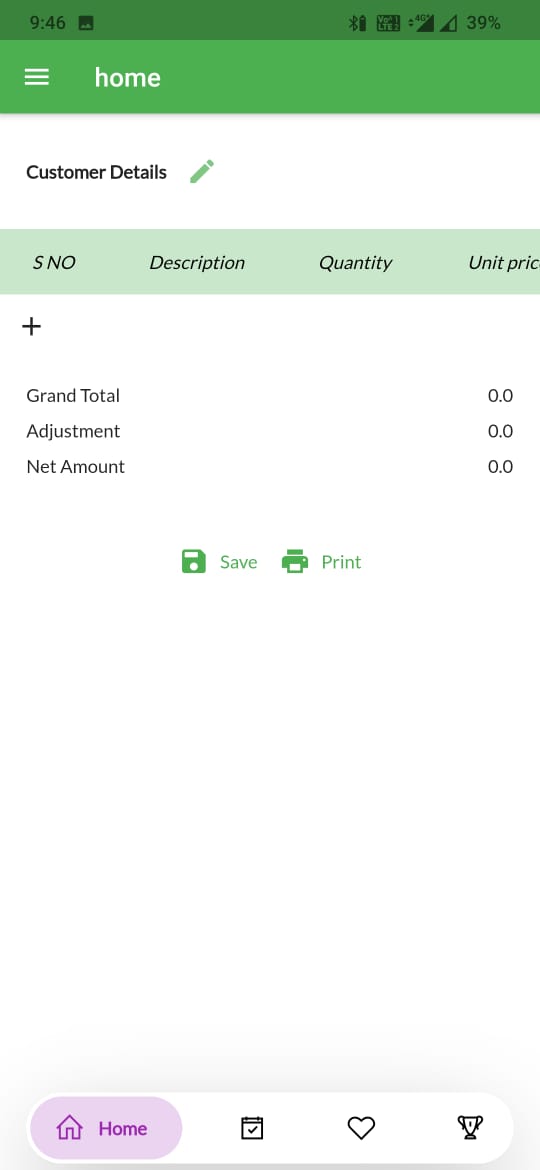 9:46 39%
home
Customer Details
S NO Description Quantity Unit pric
Grand Total 0.0
Adjustment 0.0
Net Amount 0.0
Save Print
Home